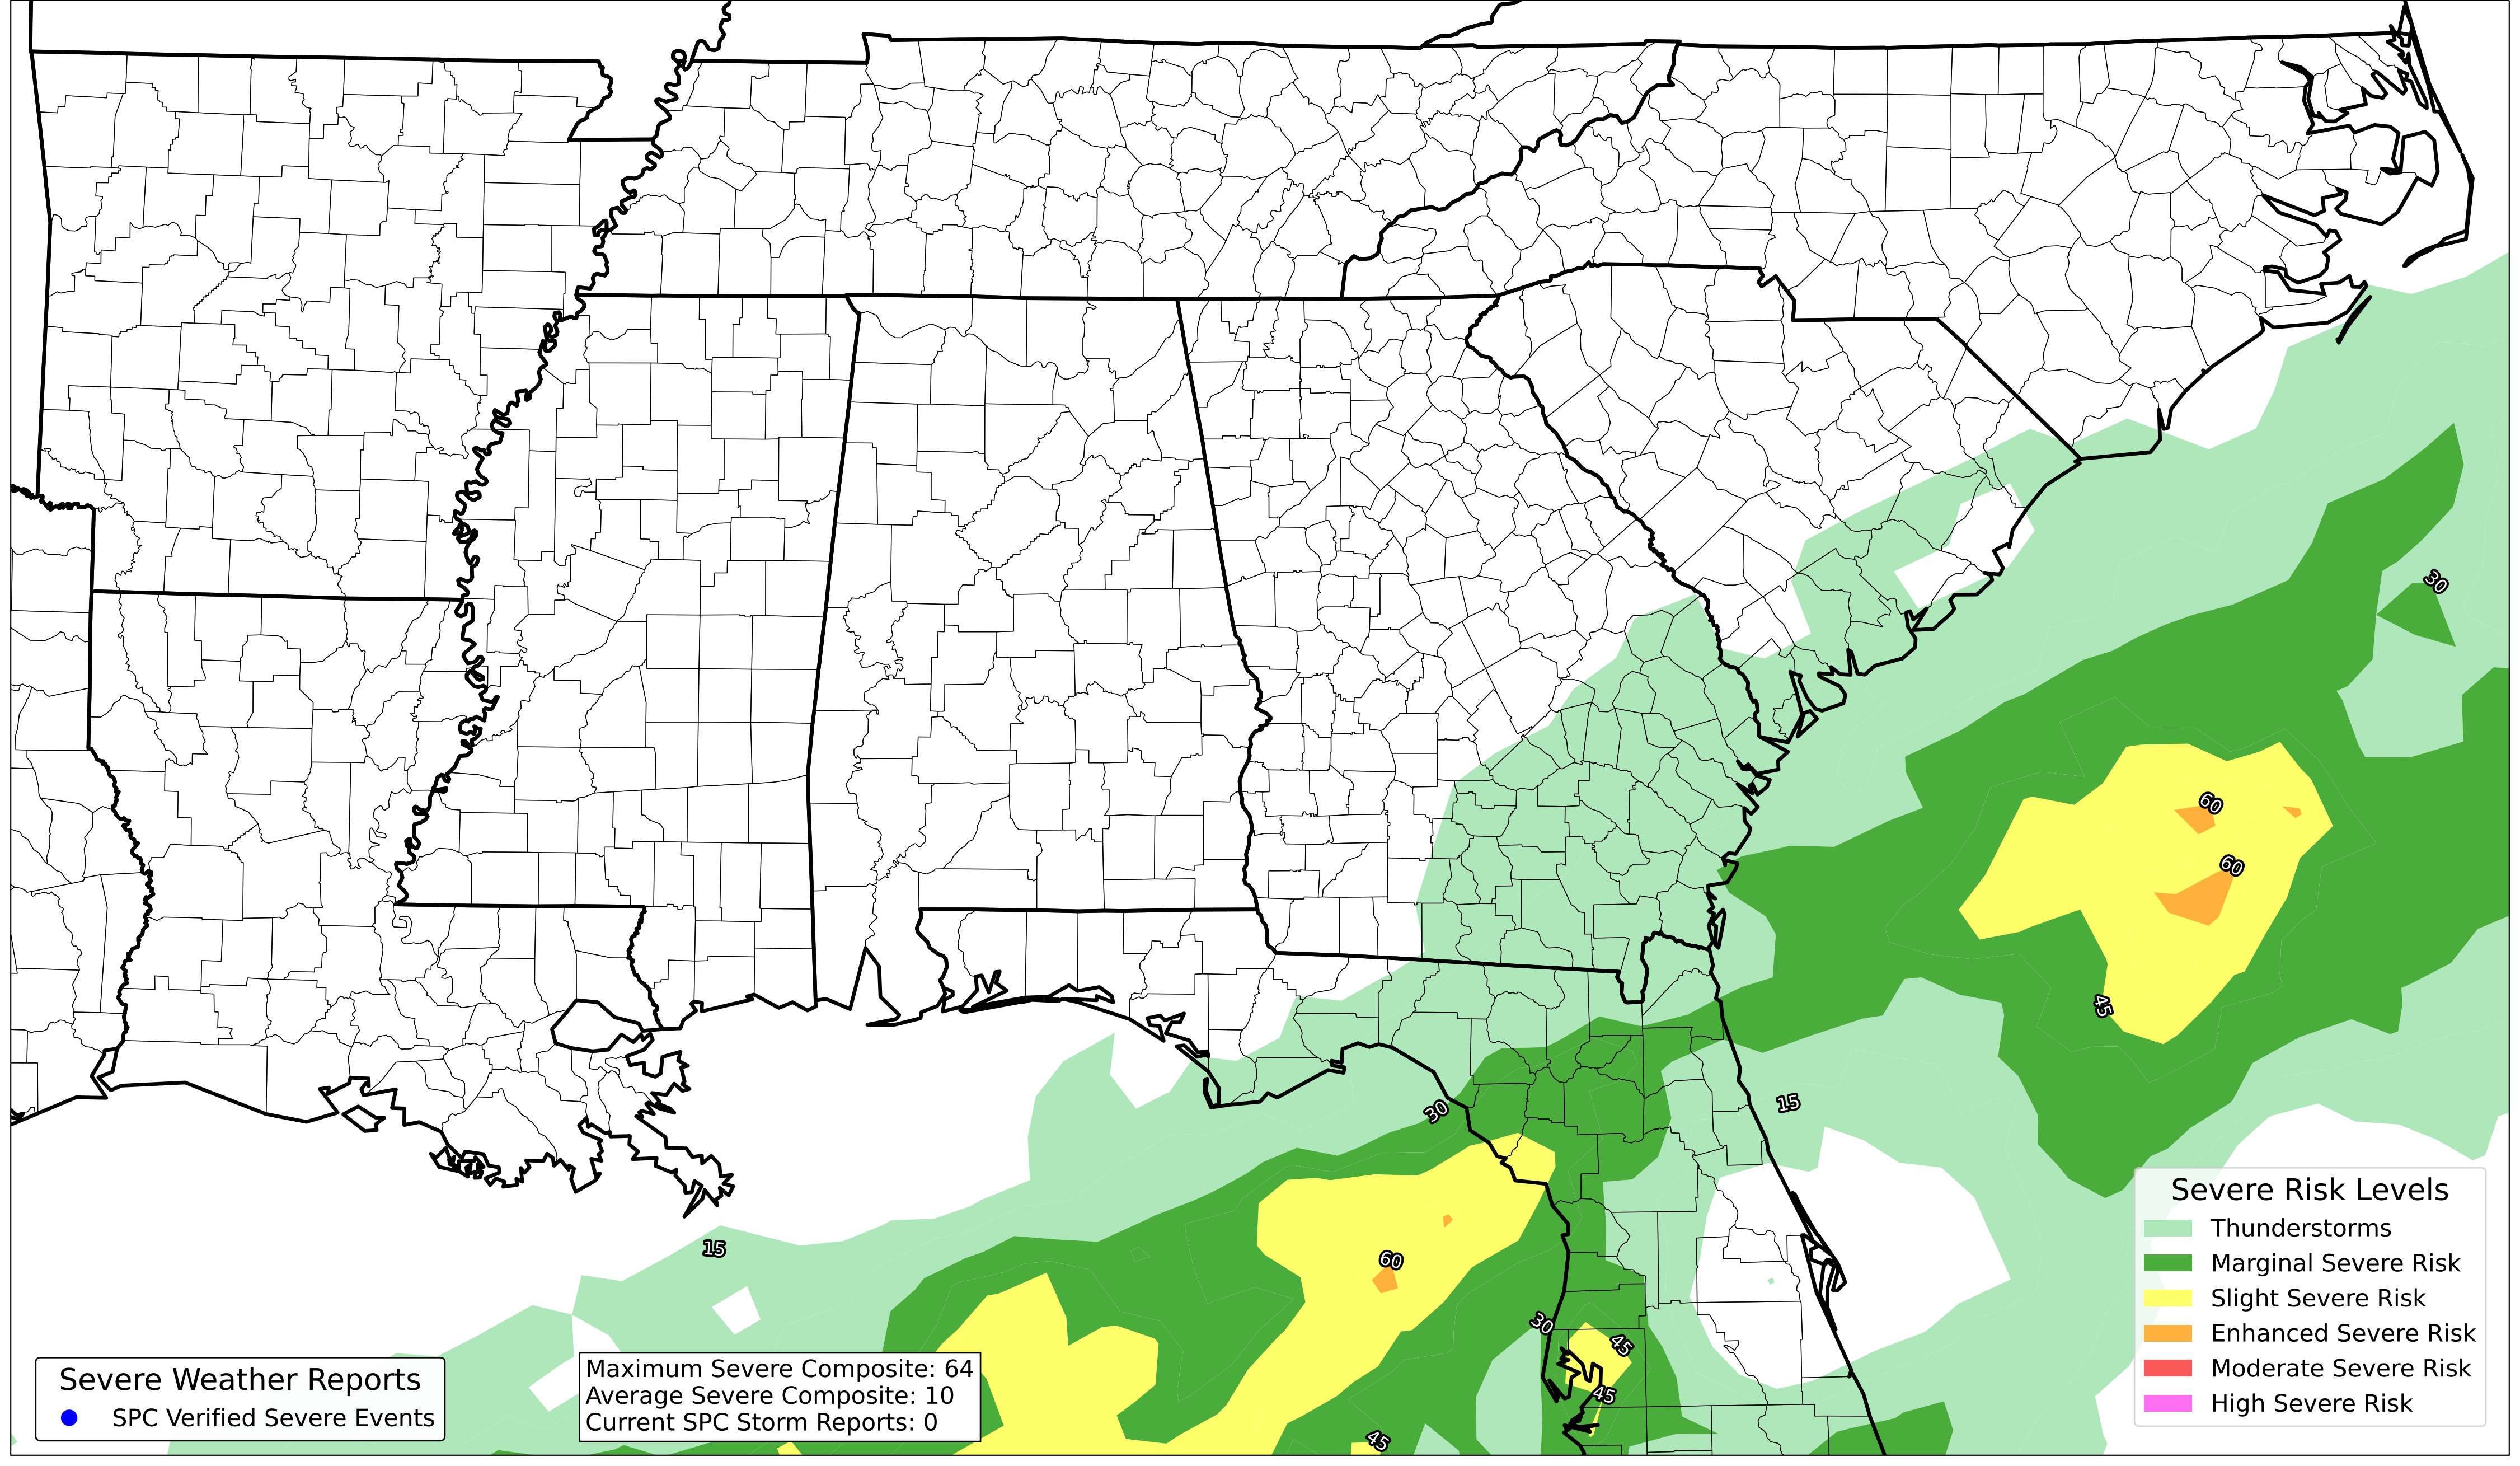 30
60
60
45
30
15
15
60
30
45
45
45
Severe Weather Reports
SPC Verified Severe Events
Maximum Severe Composite: 64
Average Severe Composite: 10
Current SPC Storm Reports: 0
Severe Risk Levels
Thunderstorms
Marginal Severe Risk
Slight Severe Risk
Enhanced Severe Risk
Moderate Severe Risk
High Severe Risk